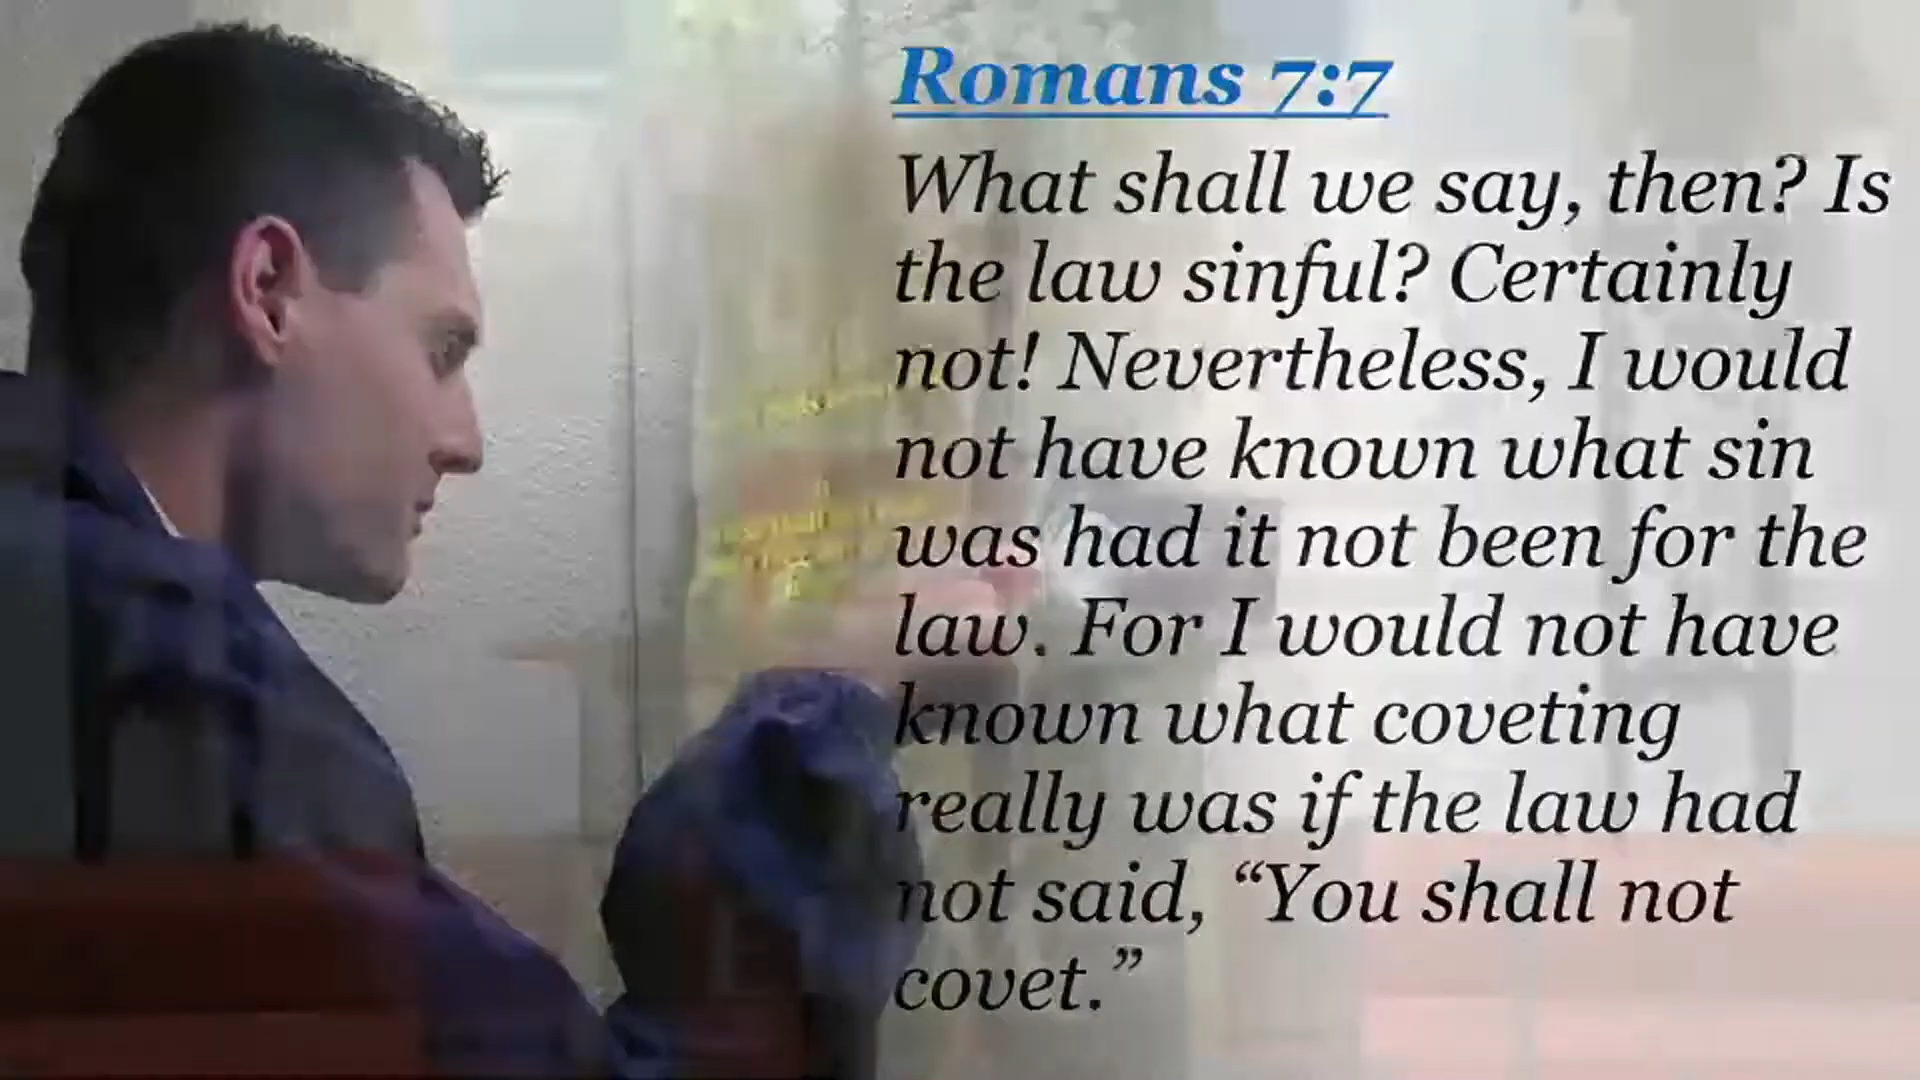 Romans 7:7
What shall we say, then? Is
the law sinful? Certainly
not! Nevertheless, I would
not have known what sin
was had it not been for the
law. For I would not have
known what coveting
really was if the law had
not said, “You shall not
covet.”